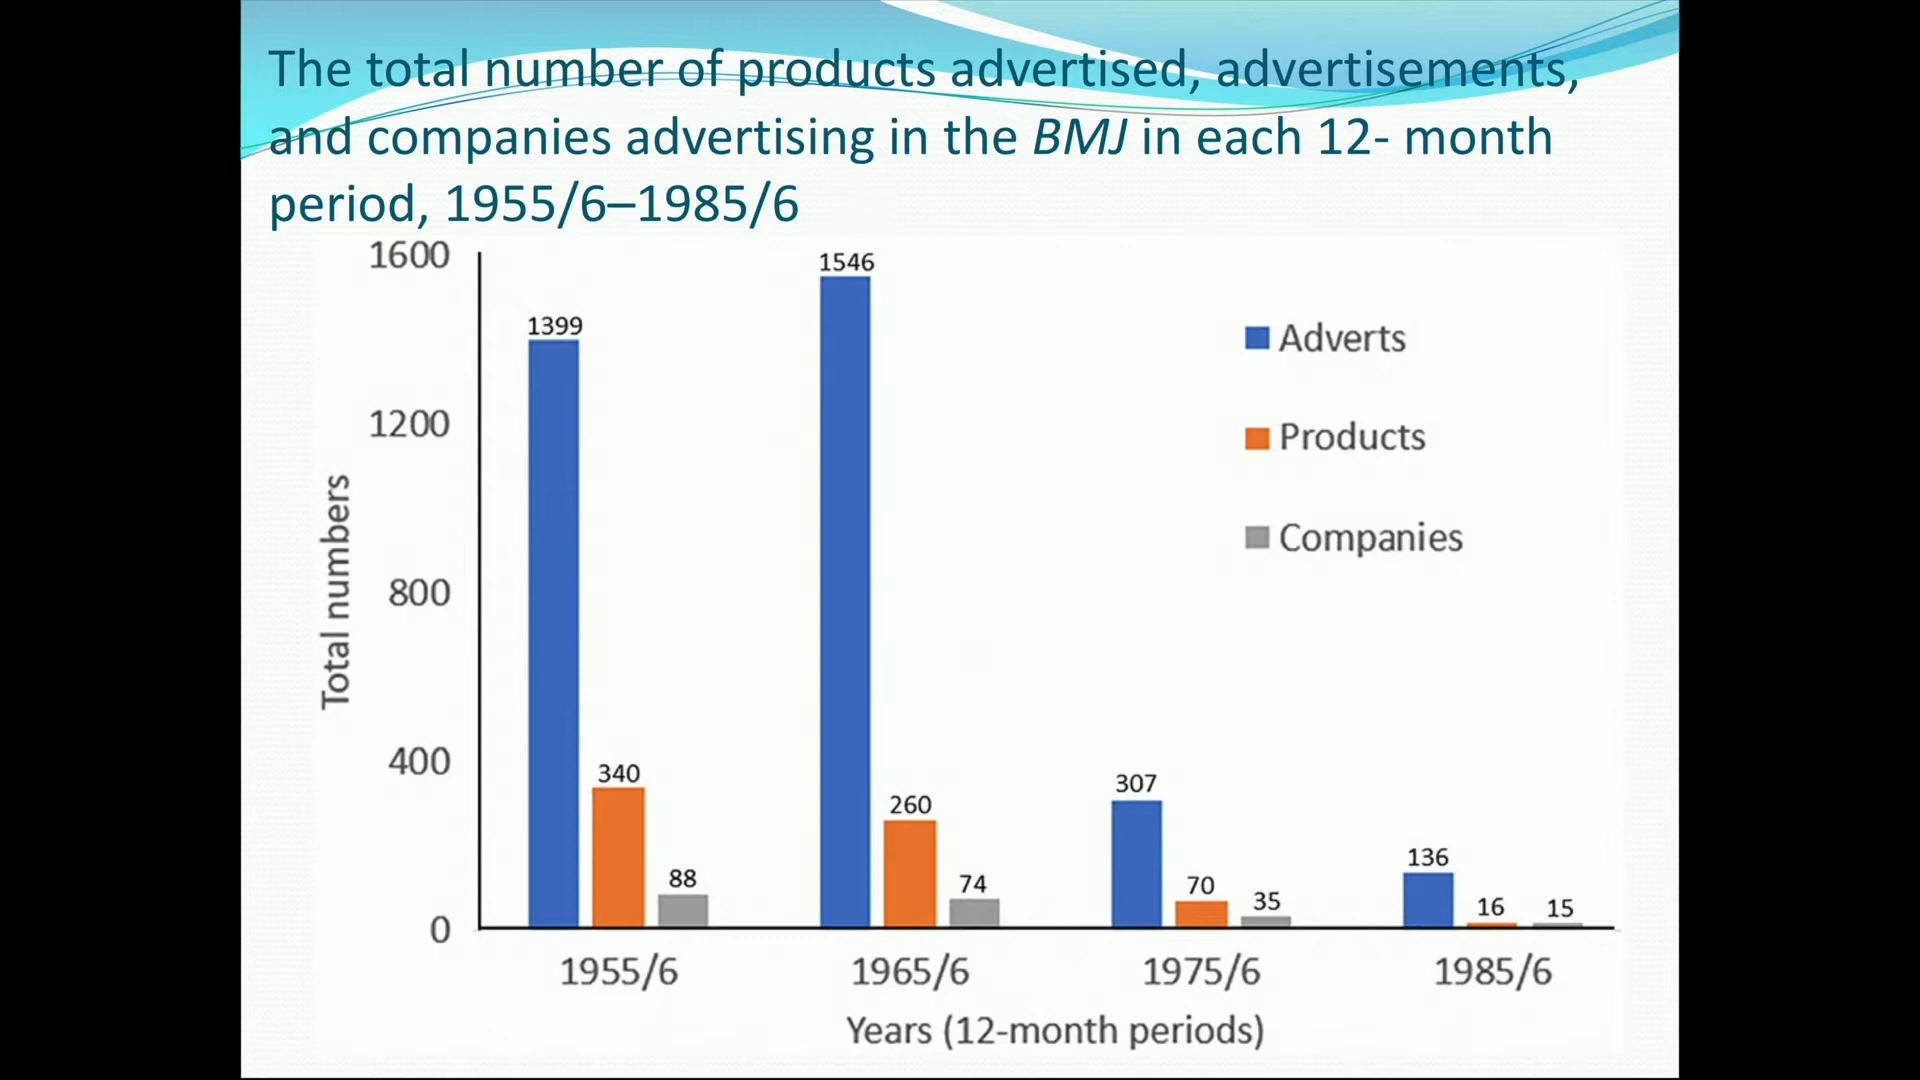 The total number of products advertised, advertisements,
and companies advertising in the BMJ in each 12- month
period, 1955/6–1985/6
1600
1200
800
400
0
Total numbers
1399
340
88
1546
260
74
307
70
35
136
16
15
Adverts
Products
Companies
1955/6
1965/6
1975/6
1985/6
Years (12-month periods)